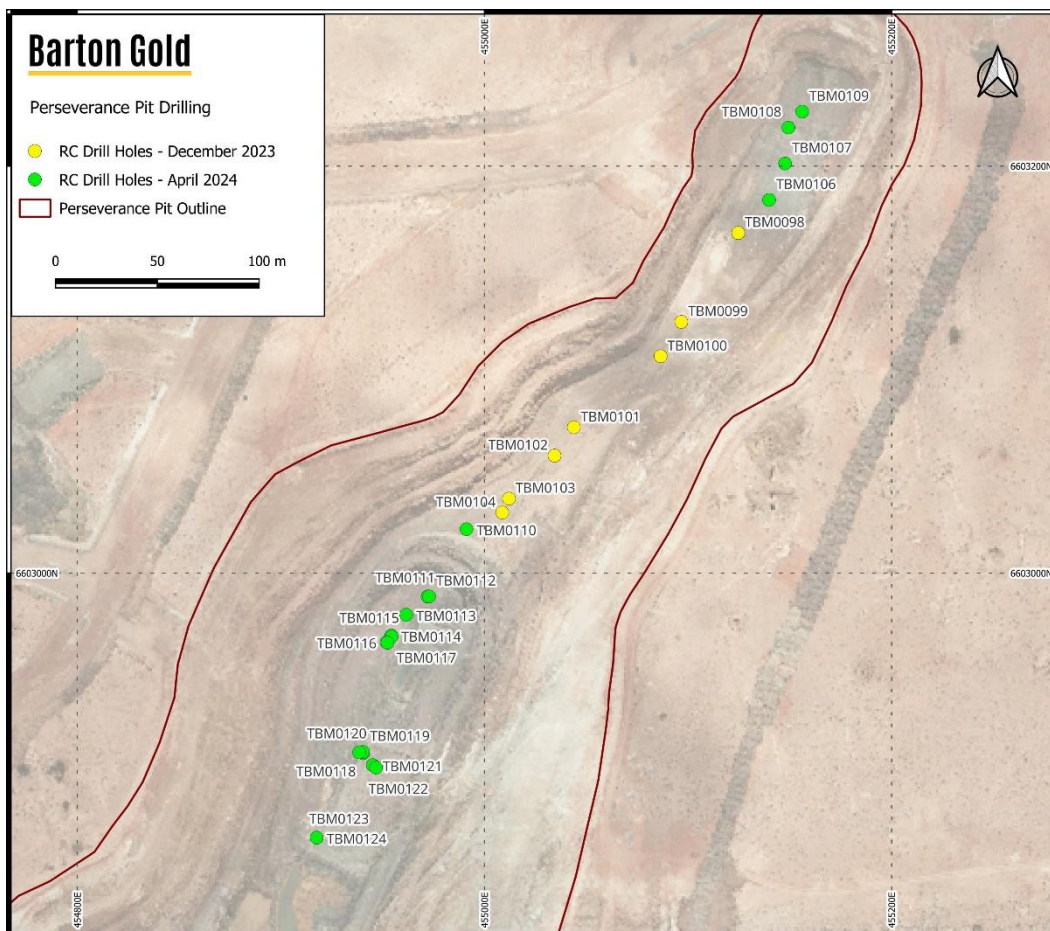 Barton Gold
Perseverance Pit Drilling
RC Drill Holes - December 2023
RC Drill Holes - April 2024
Perseverance Pit Outline
0 50 100 m
455000E
455200E
TBM0109
TBM0108
TBM0107
6603200N
TBM0106
TBM0098
TBM0099
TBM0100
TBM0101
TBM0102
TBM0103
TBM0104
TBM0110
6603000N
6603000N
TBM0111
TBM0112
TBM0115
TBM0113
TBM0114
TBM0116
TBM0117
TBM0120
TBM0119
TBM0118
TBM0121
TBM0122
TBM0123
TBM0124
454800E
455000E
455200E